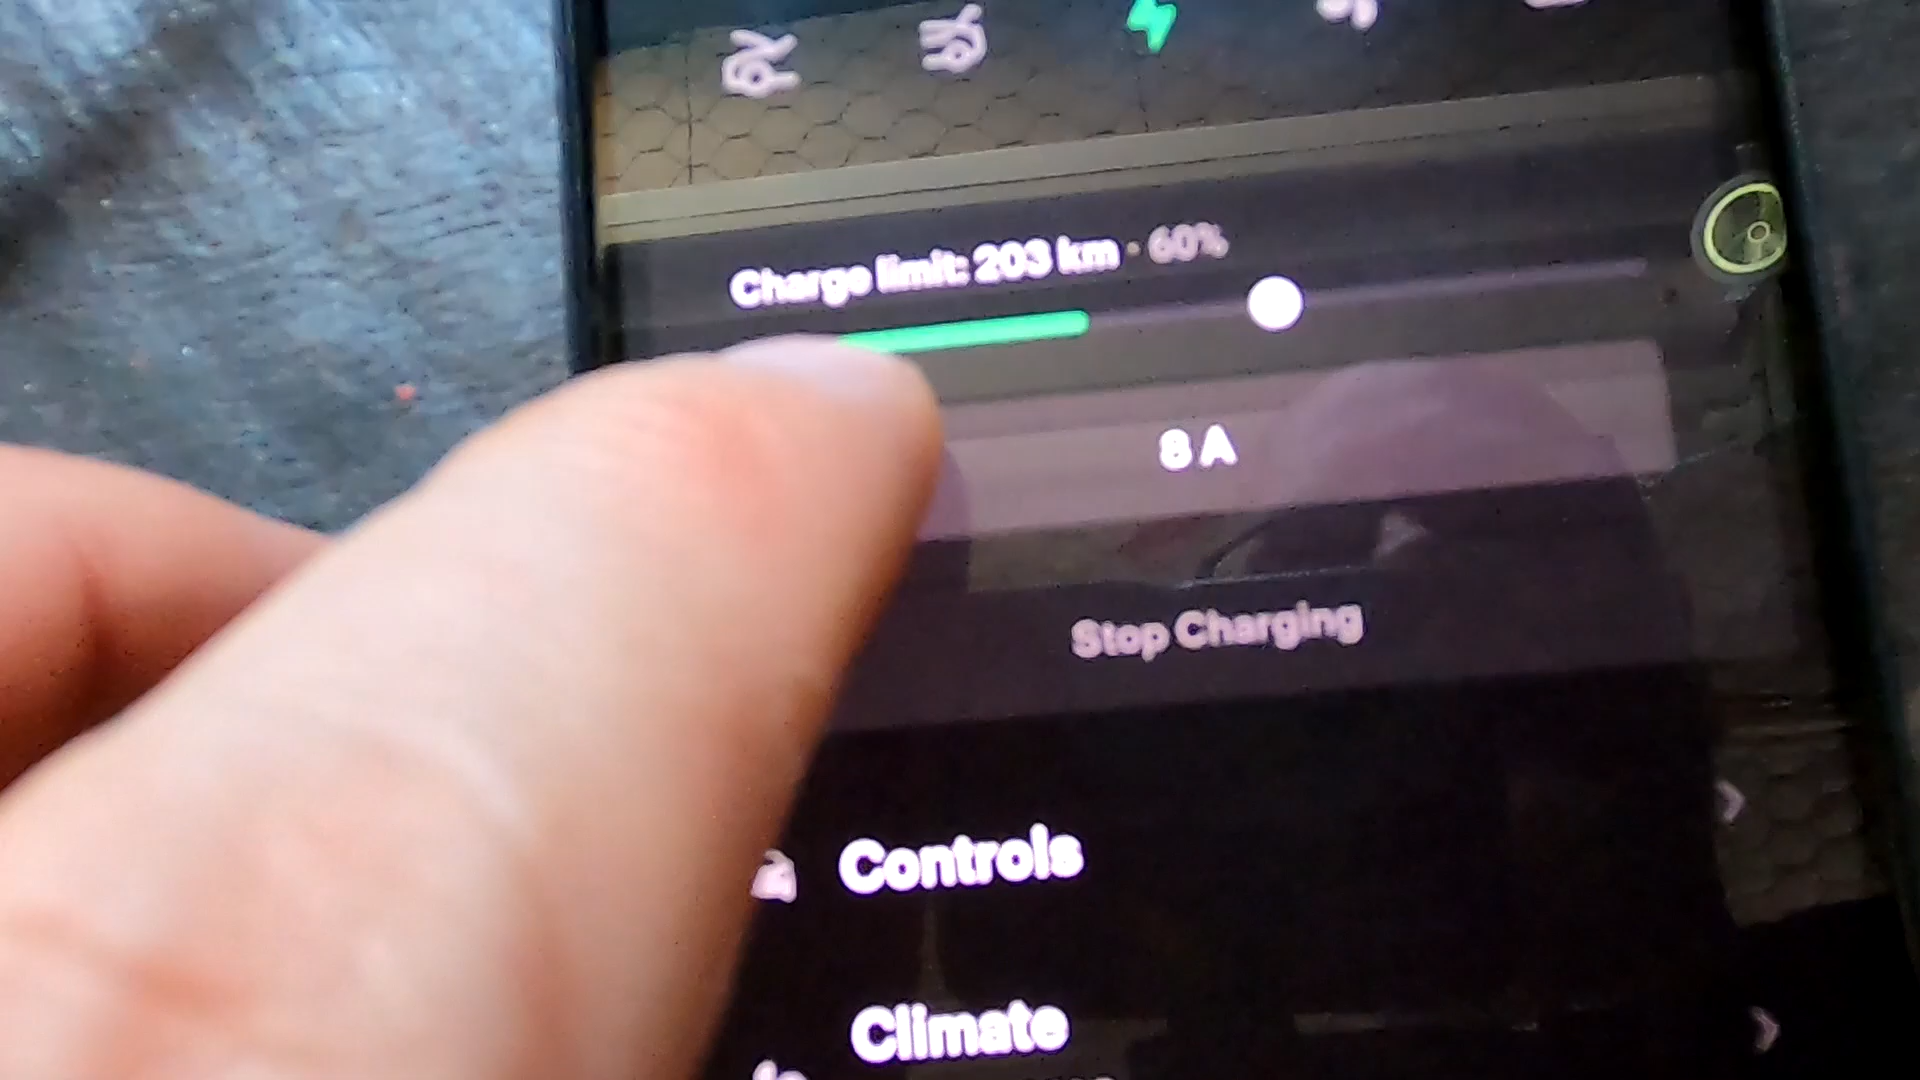 Charge limit: 203 km · 60%
8 A
Stop Charging
Controls
Climate